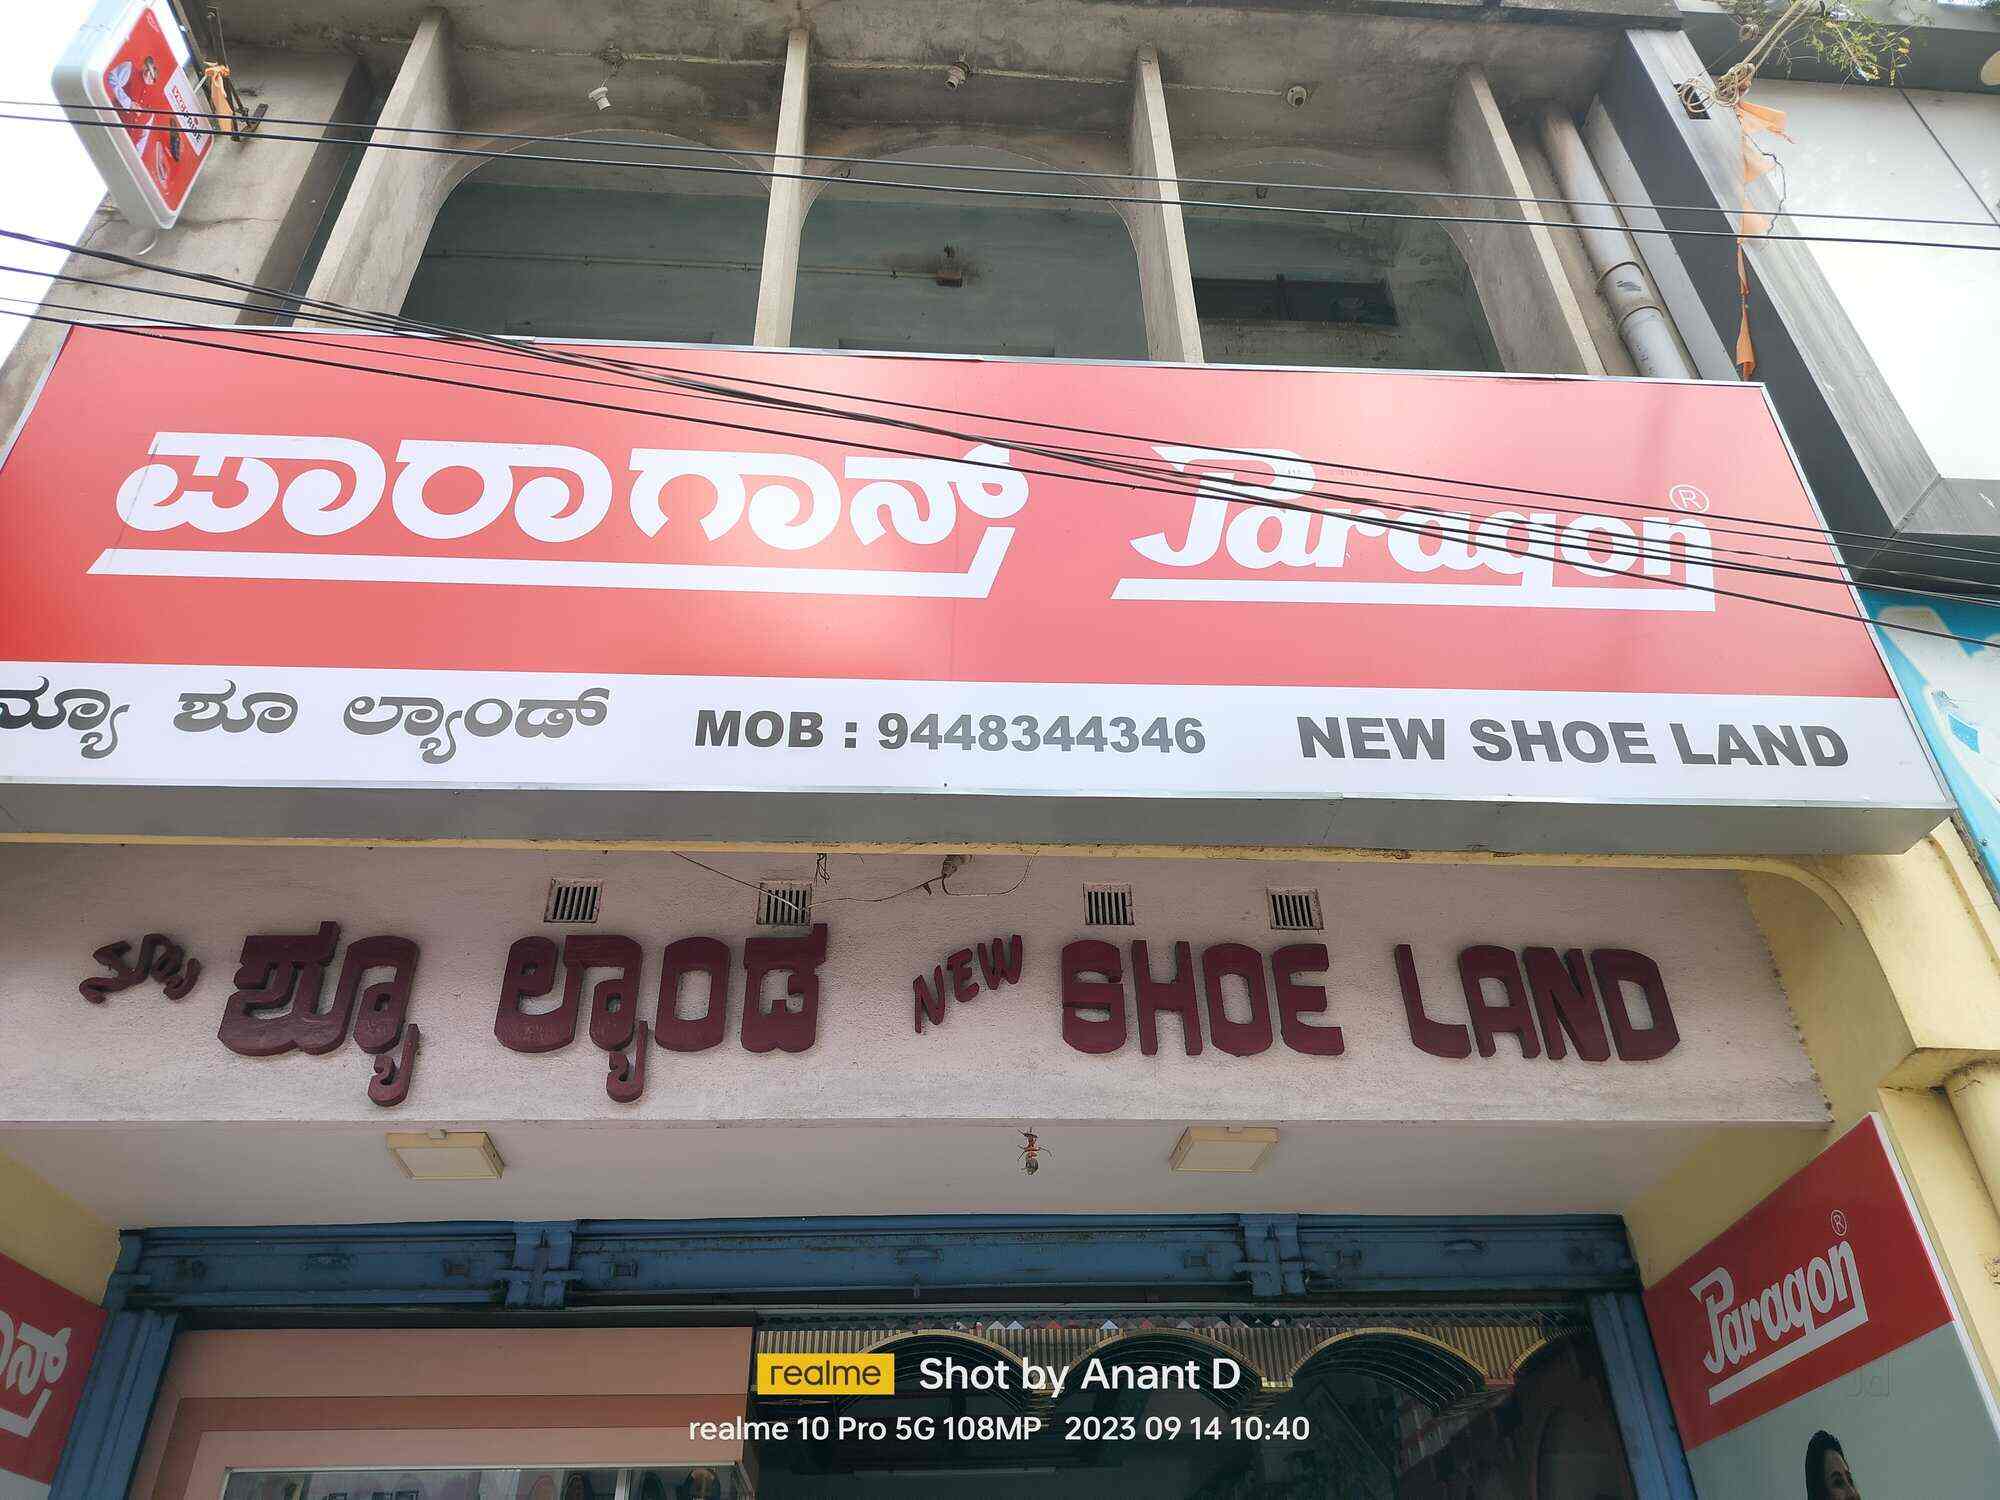 ಪಾರಾಗಾನ್ Paragon®
ನ್ಯೂ ಶೂ ಲ್ಯಾಂಡ್ MOB : 9448344346 NEW SHOE LAND
ನ್ಯೂ ಶ್ಯೂ ಲ್ಯಾಂಡ NEW SHOE LAND
Paragon®
realme Shot by Anant D
realme 10 Pro 5G 108MP 2023 09 14 10:40